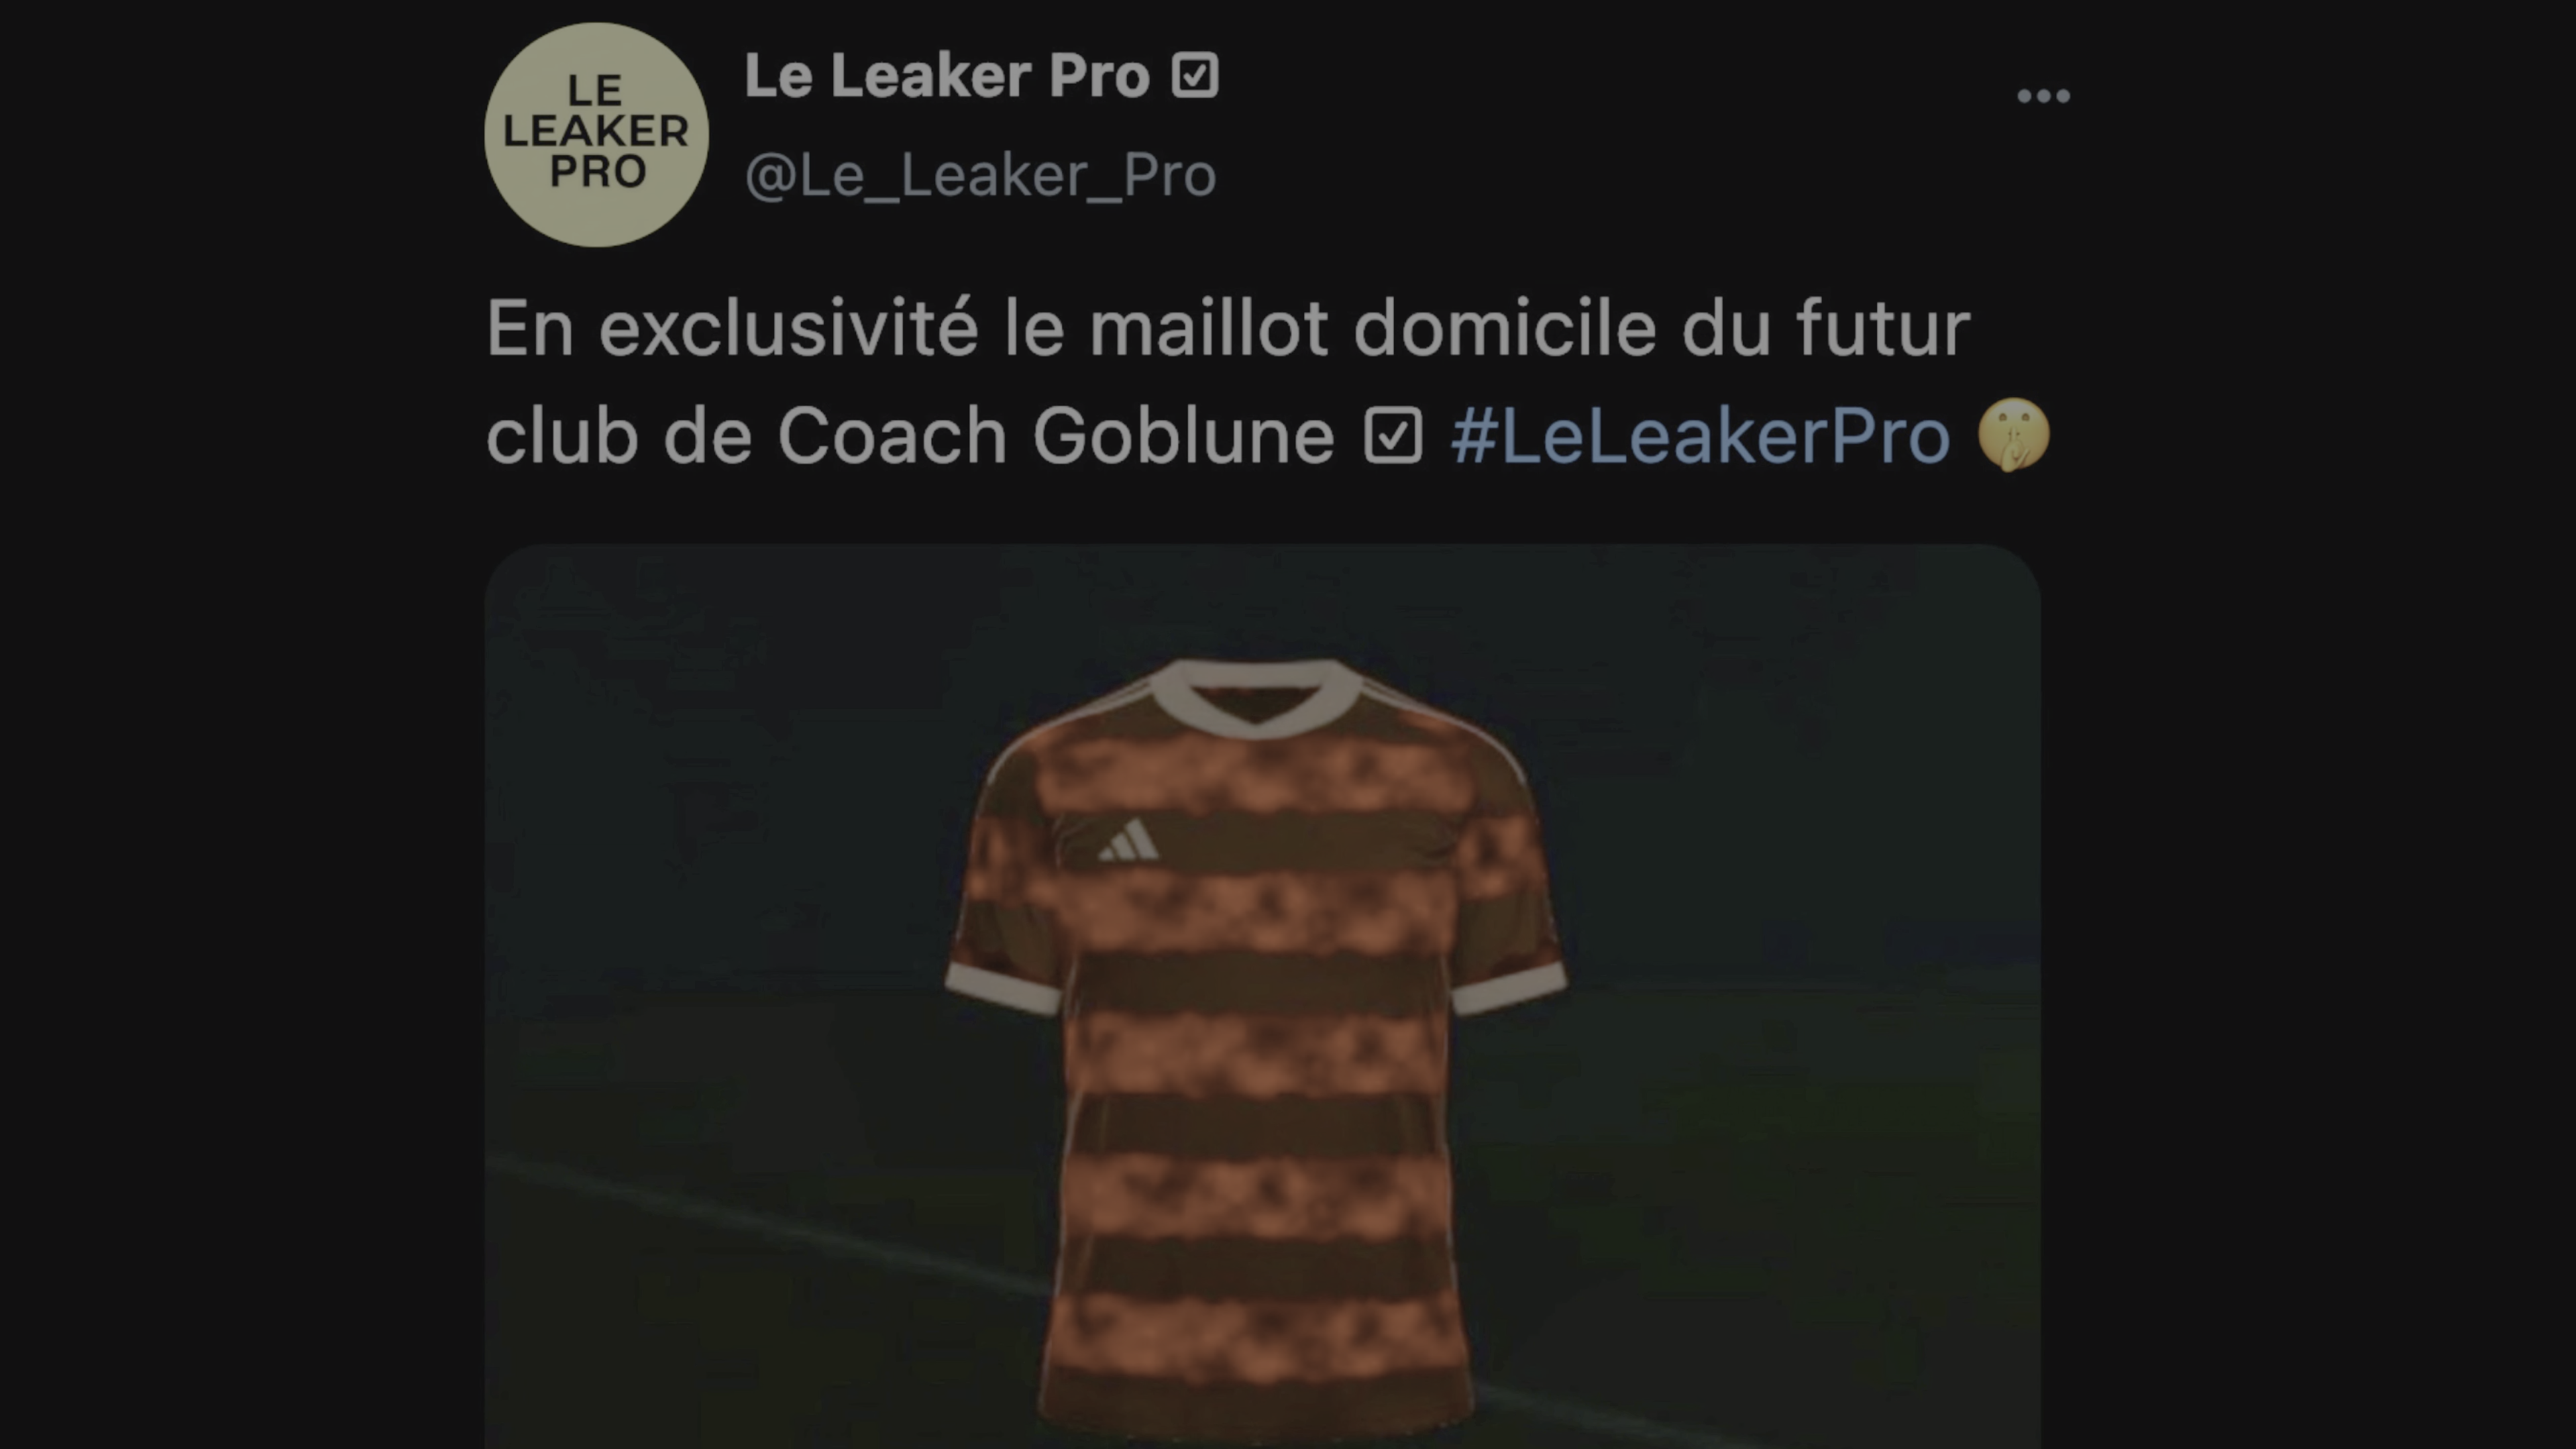 LE
LEAKER
PRO
Le Leaker Pro ☑
@Le_Leaker_Pro
En exclusivité le maillot domicile du futur
club de Coach Goblune ☑ #LeLeakerPro 🤫